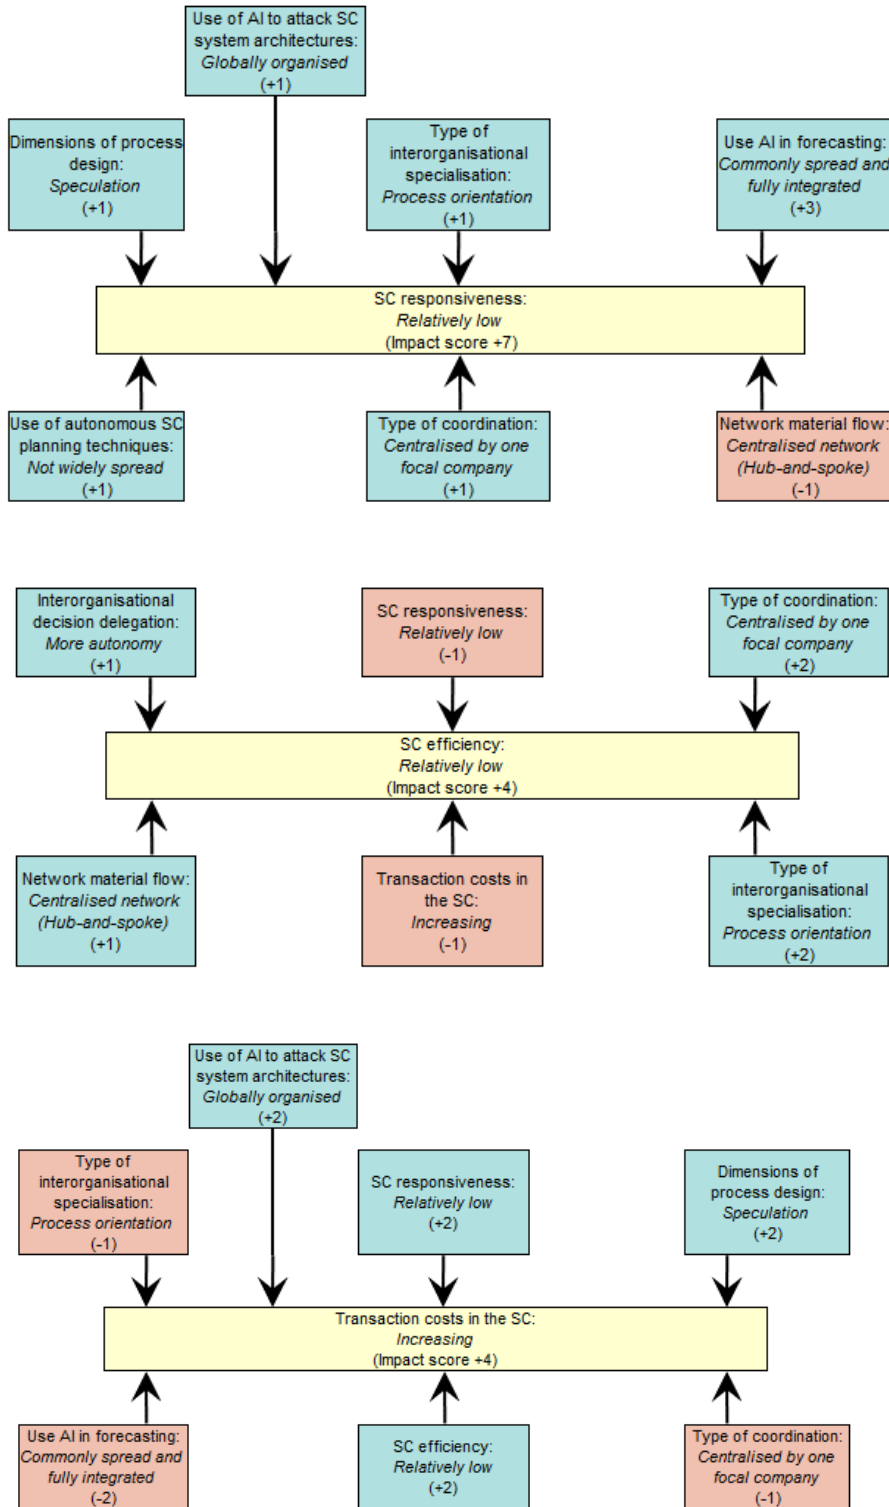 Use of AI to attack SC
system architectures:
Globally organised
(+1)
Dimensions of process
design:
Speculation
(+1)
Type of
interorganisational
specialisation:
Process orientation
(+1)
Use AI in forecasting:
Commonly spread and
fully integrated
(+3)
SC responsiveness:
Relatively low
(Impact score +7)
Use of autonomous SC
planning techniques:
Not widely spread
(+1)
Type of coordination:
Centralised by one
focal company
(+1)
Network material flow:
Centralised network
(Hub-and-spoke)
(-1)
Interorganisational
decision delegation:
More autonomy
(+1)
SC responsiveness:
Relatively low
(-1)
Type of coordination:
Centralised by one
focal company
(+2)
SC efficiency:
Relatively low
(Impact score +4)
Network material flow:
Centralised network
(Hub-and-spoke)
(+1)
Transaction costs in
the SC:
Increasing
(-1)
Type of
interorganisational
specialisation:
Process orientation
(+2)
Use of AI to attack SC
system architectures:
Globally organised
(+2)
Type of
interorganisational
specialisation:
Process orientation
(-1)
SC responsiveness:
Relatively low
(+2)
Dimensions of
process design:
Speculation
(+2)
Transaction costs in the SC:
Increasing
(Impact score +4)
Use AI in forecasting:
Commonly spread and
fully integrated
(-2)
SC efficiency:
Relatively low
(+2)
Type of coordination:
Centralised by one
focal company
(-1)